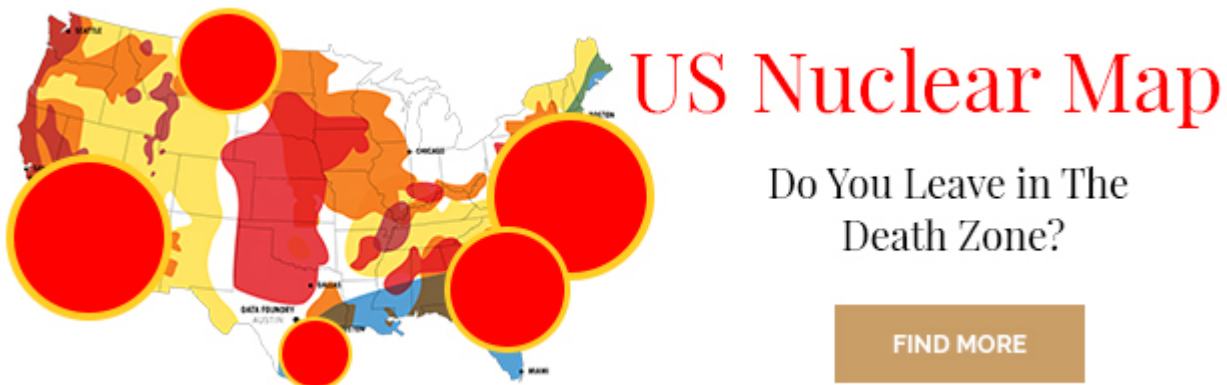 SEATTLE
US Nuclear Map
BOSTON
CHICAGO
Do You Leave in The
Death Zone?
DALLAS
DATA FOUNDRY
AUSTIN
FIND MORE
MIAMI